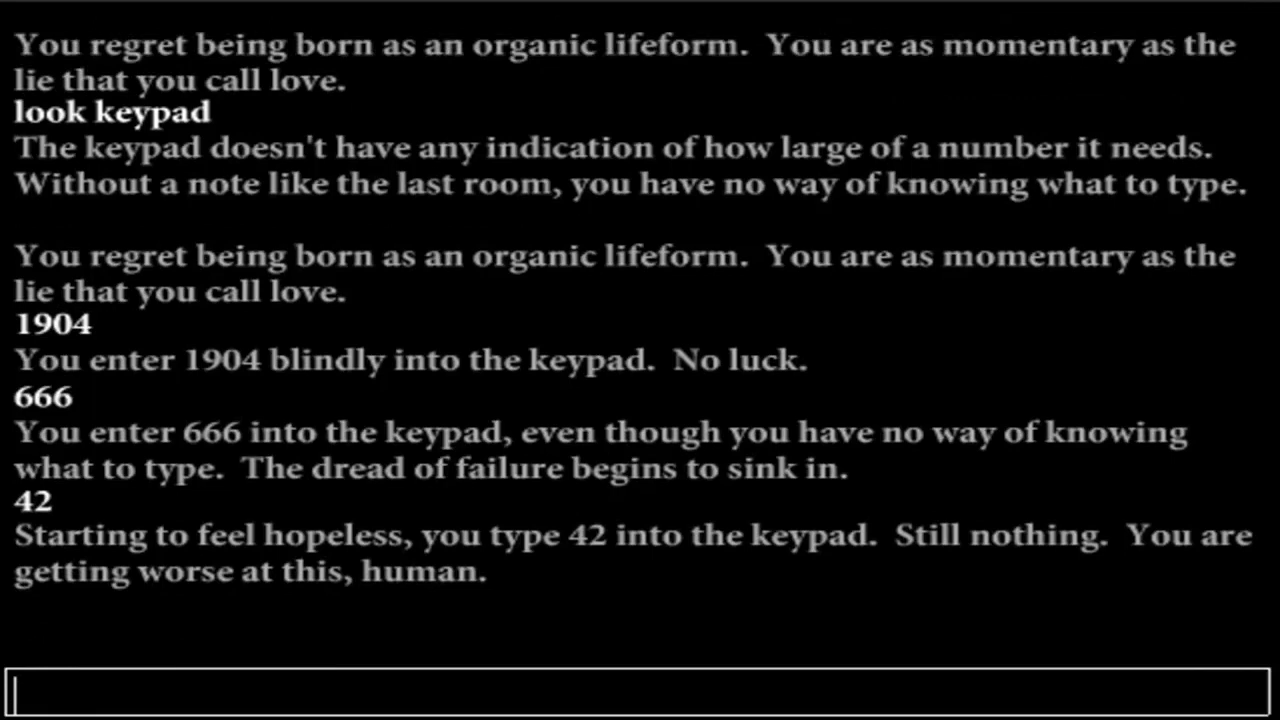 You regret being born as an organic lifeform.  You are as momentary as the
lie that you call love.
look keypad
The keypad doesn't have any indication of how large of a number it needs.
Without a note like the last room, you have no way of knowing what to type.
You regret being born as an organic lifeform.  You are as momentary as the
lie that you call love.
1904
You enter 1904 blindly into the keypad.  No luck.
666
You enter 666 into the keypad, even though you have no way of knowing
what to type.  The dread of failure begins to sink in.
42
Starting to feel hopeless, you type 42 into the keypad.  Still nothing.  You are
getting worse at this, human.